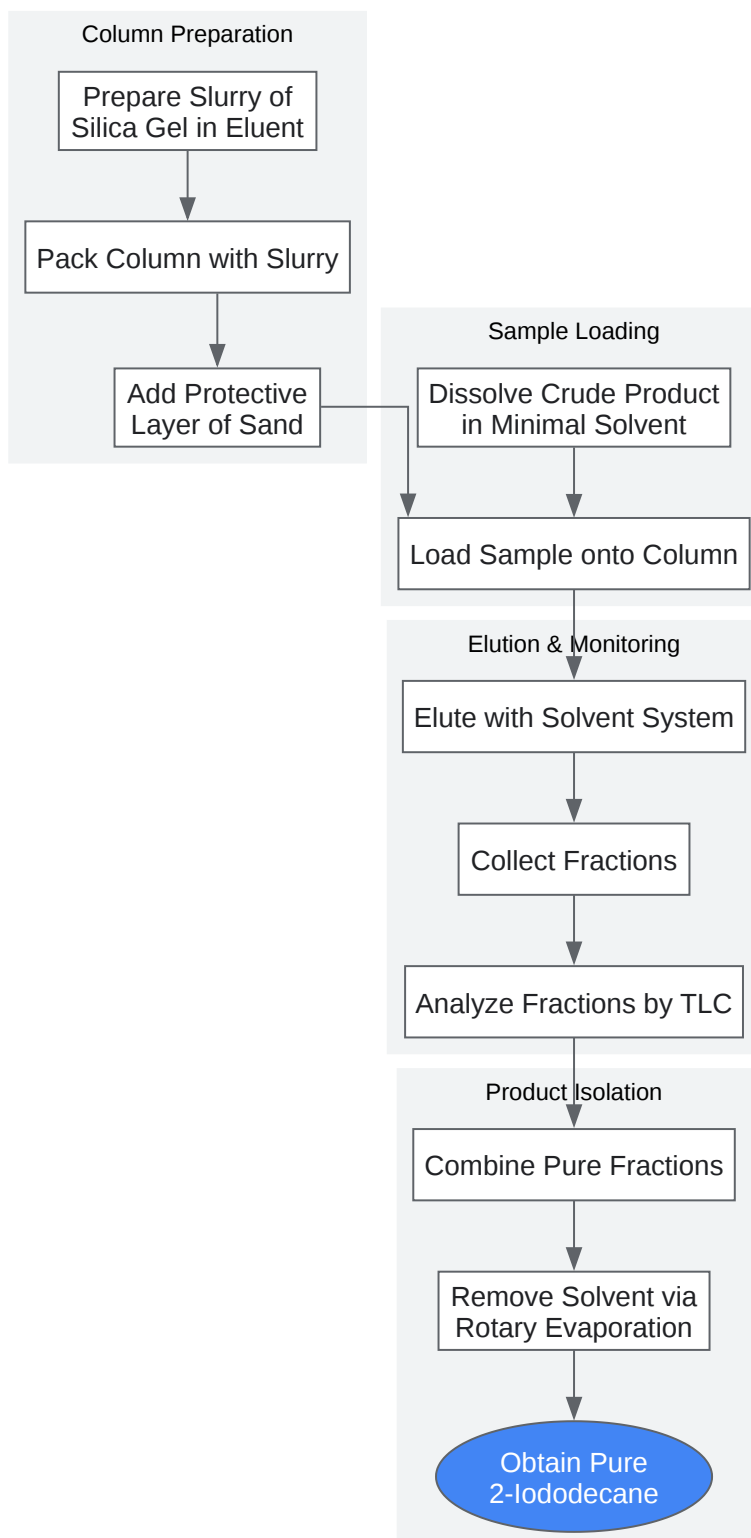 Column Preparation
Prepare Slurry of
Silica Gel in Eluent
Pack Column with Slurry
Add Protective
Layer of Sand
Sample Loading
Dissolve Crude Product
in Minimal Solvent
Load Sample onto Column
Elution & Monitoring
Elute with Solvent System
Collect Fractions
Analyze Fractions by TLC
Product Isolation
Combine Pure Fractions
Remove Solvent via
Rotary Evaporation
Obtain Pure
2-Iododecane